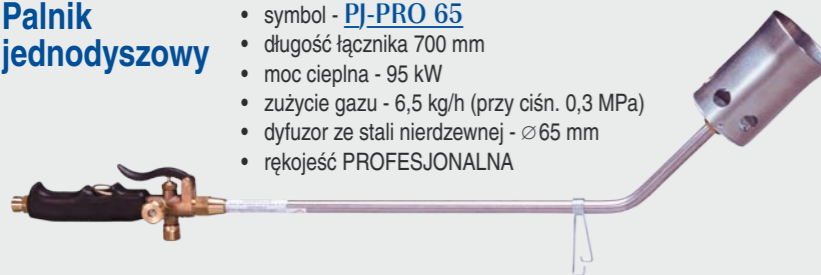 Palnik
jednodyszowy
• symbol - PJ-PRO 65
• długość łącznika 700 mm
• moc cieplna - 95 kW
• zużycie gazu - 6,5 kg/h (przy ciśn. 0,3 MPa)
• dyfuzor ze stali nierdzewnej - ∅65 mm
• rękojeść PROFESJONALNA